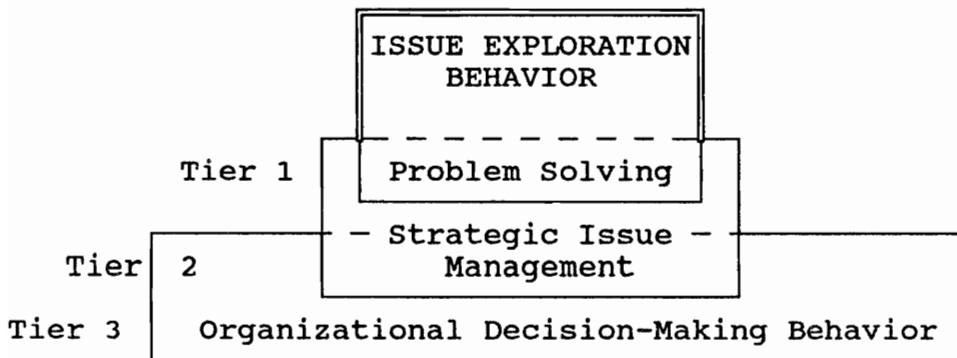 ISSUE EXPLORATION
BEHAVIOR
Tier 1 Problem Solving
Strategic Issue
Tier 2 Management
Tier 3 Organizational Decision-Making Behavior